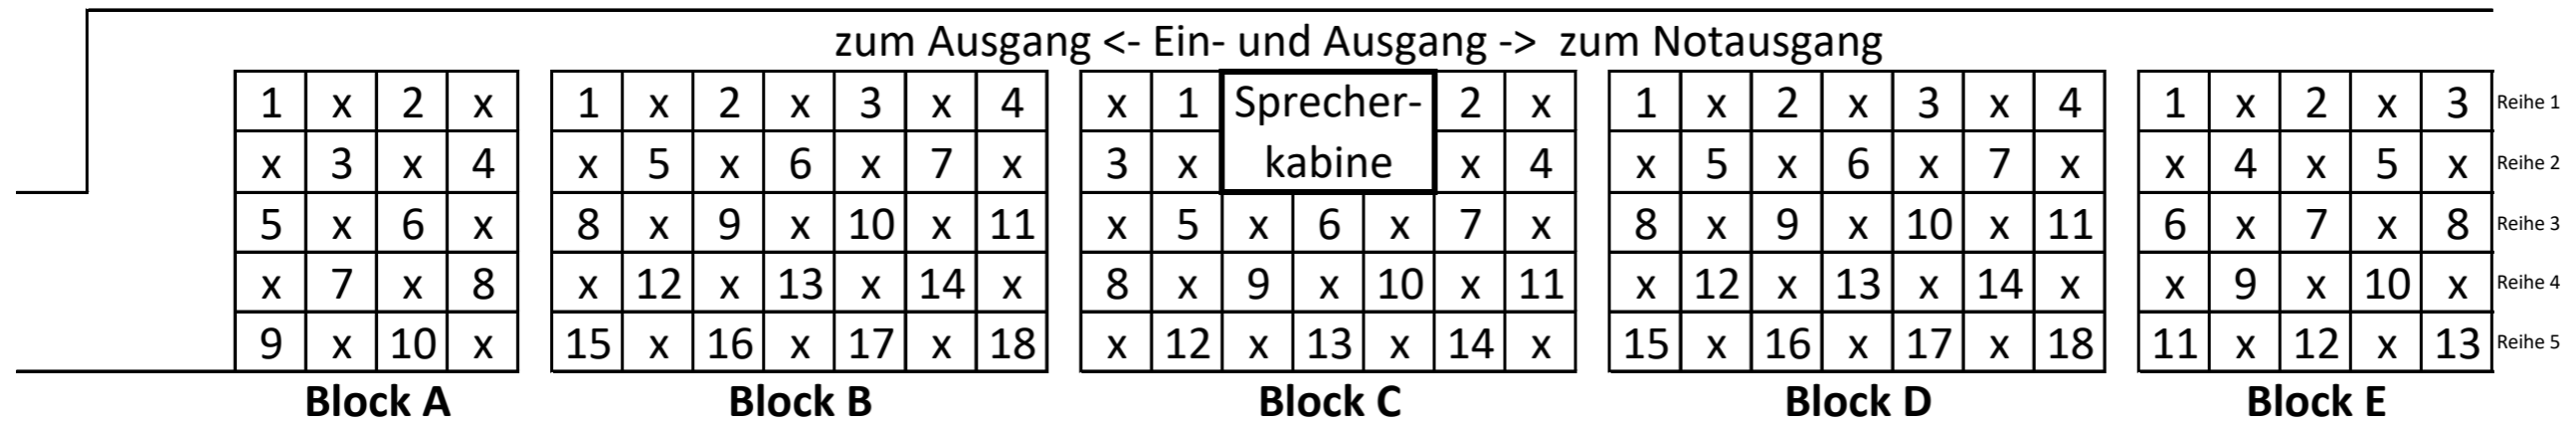 zum Ausgang <- Ein- und Ausgang -> zum Notausgang
1 x 2 x 1 x 2 x 3 x 4 x 1 Sprecher- 2 x 1 x 2 x 3 x 4 1 x 2 x 3 Reihe 1
x 3 x 4 x 5 x 6 x 7 x 3 x kabine x 4 x 5 x 6 x 7 x x 4 x 5 x Reihe 2
5 x 6 x 8 x 9 x 10 x 11 x 5 x 6 x 7 x 8 x 9 x 10 x 11 6 x 7 x 8 Reihe 3
x 7 x 8 x 12 x 13 x 14 x 8 x 9 x 10 x 11 x 12 x 13 x 14 x x 9 x 10 x Reihe 4
9 x 10 x 15 x 16 x 17 x 18 x 12 x 13 x 14 x 15 x 16 x 17 x 18 11 x 12 x 13 Reihe 5
Block A Block B Block C Block D Block E